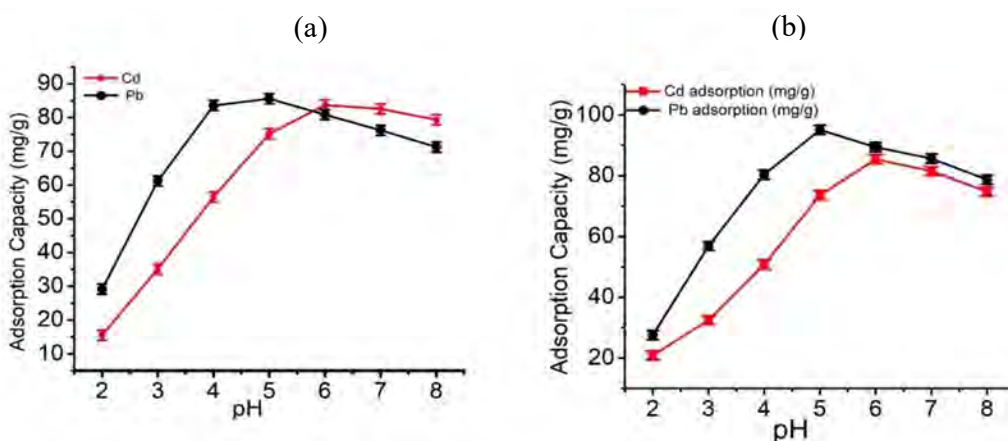 (a)
Cd
Pb
Adsorption Capacity (mg/g)
90
80
70
60
50
40
30
20
10
2 3 4 5 6 7 8
pH
(b)
Cd adsorption (mg/g)
Pb adsorption (mg/g)
Adsorption Capacity (mg/g)
100
80
60
40
20
2 3 4 5 6 7 8
pH